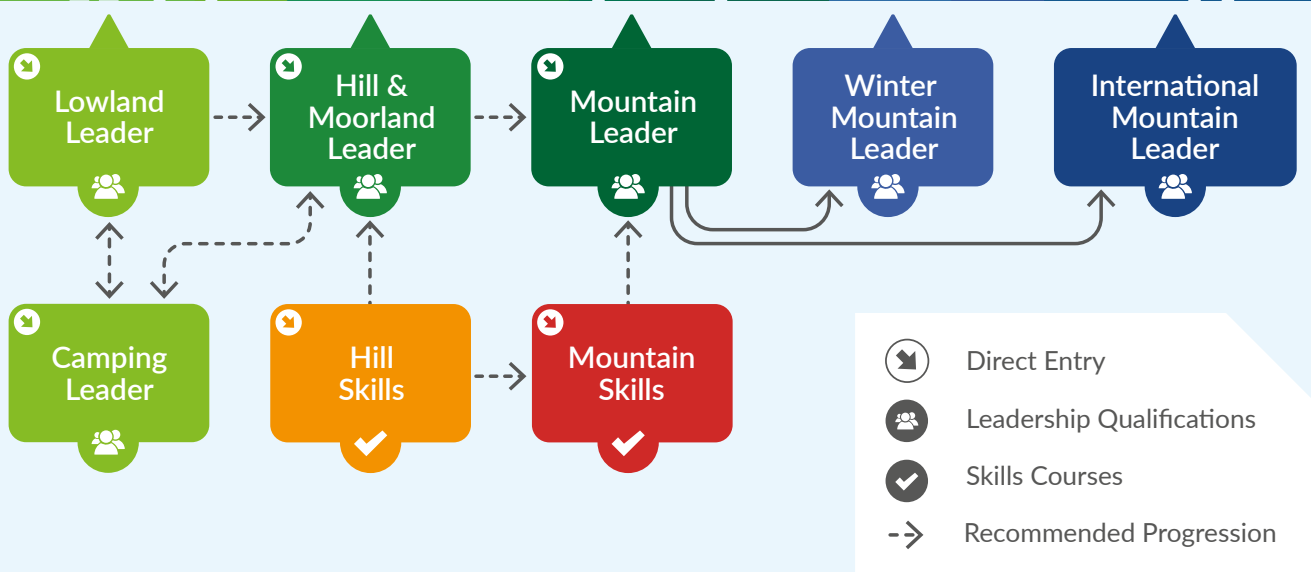 Lowland
Leader
Hill &
Moorland
Leader
Mountain
Leader
Winter
Mountain
Leader
International
Mountain
Leader
Camping
Leader
Hill
Skills
Mountain
Skills
Direct Entry
Leadership Qualifications
Skills Courses
Recommended Progression